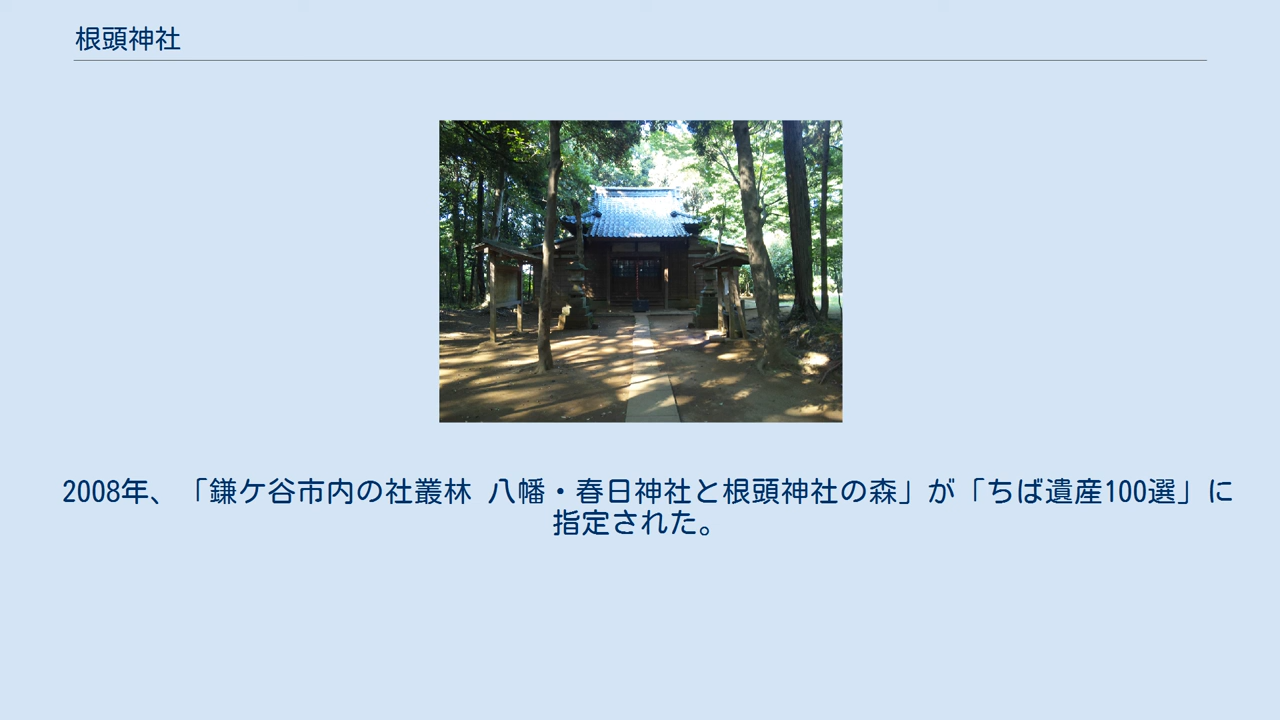 根頭神社
2008年、「鎌ケ谷市内の社叢林 八幡・春日神社と根頭神社の森」が「ちば遺産100選」に
指定された。